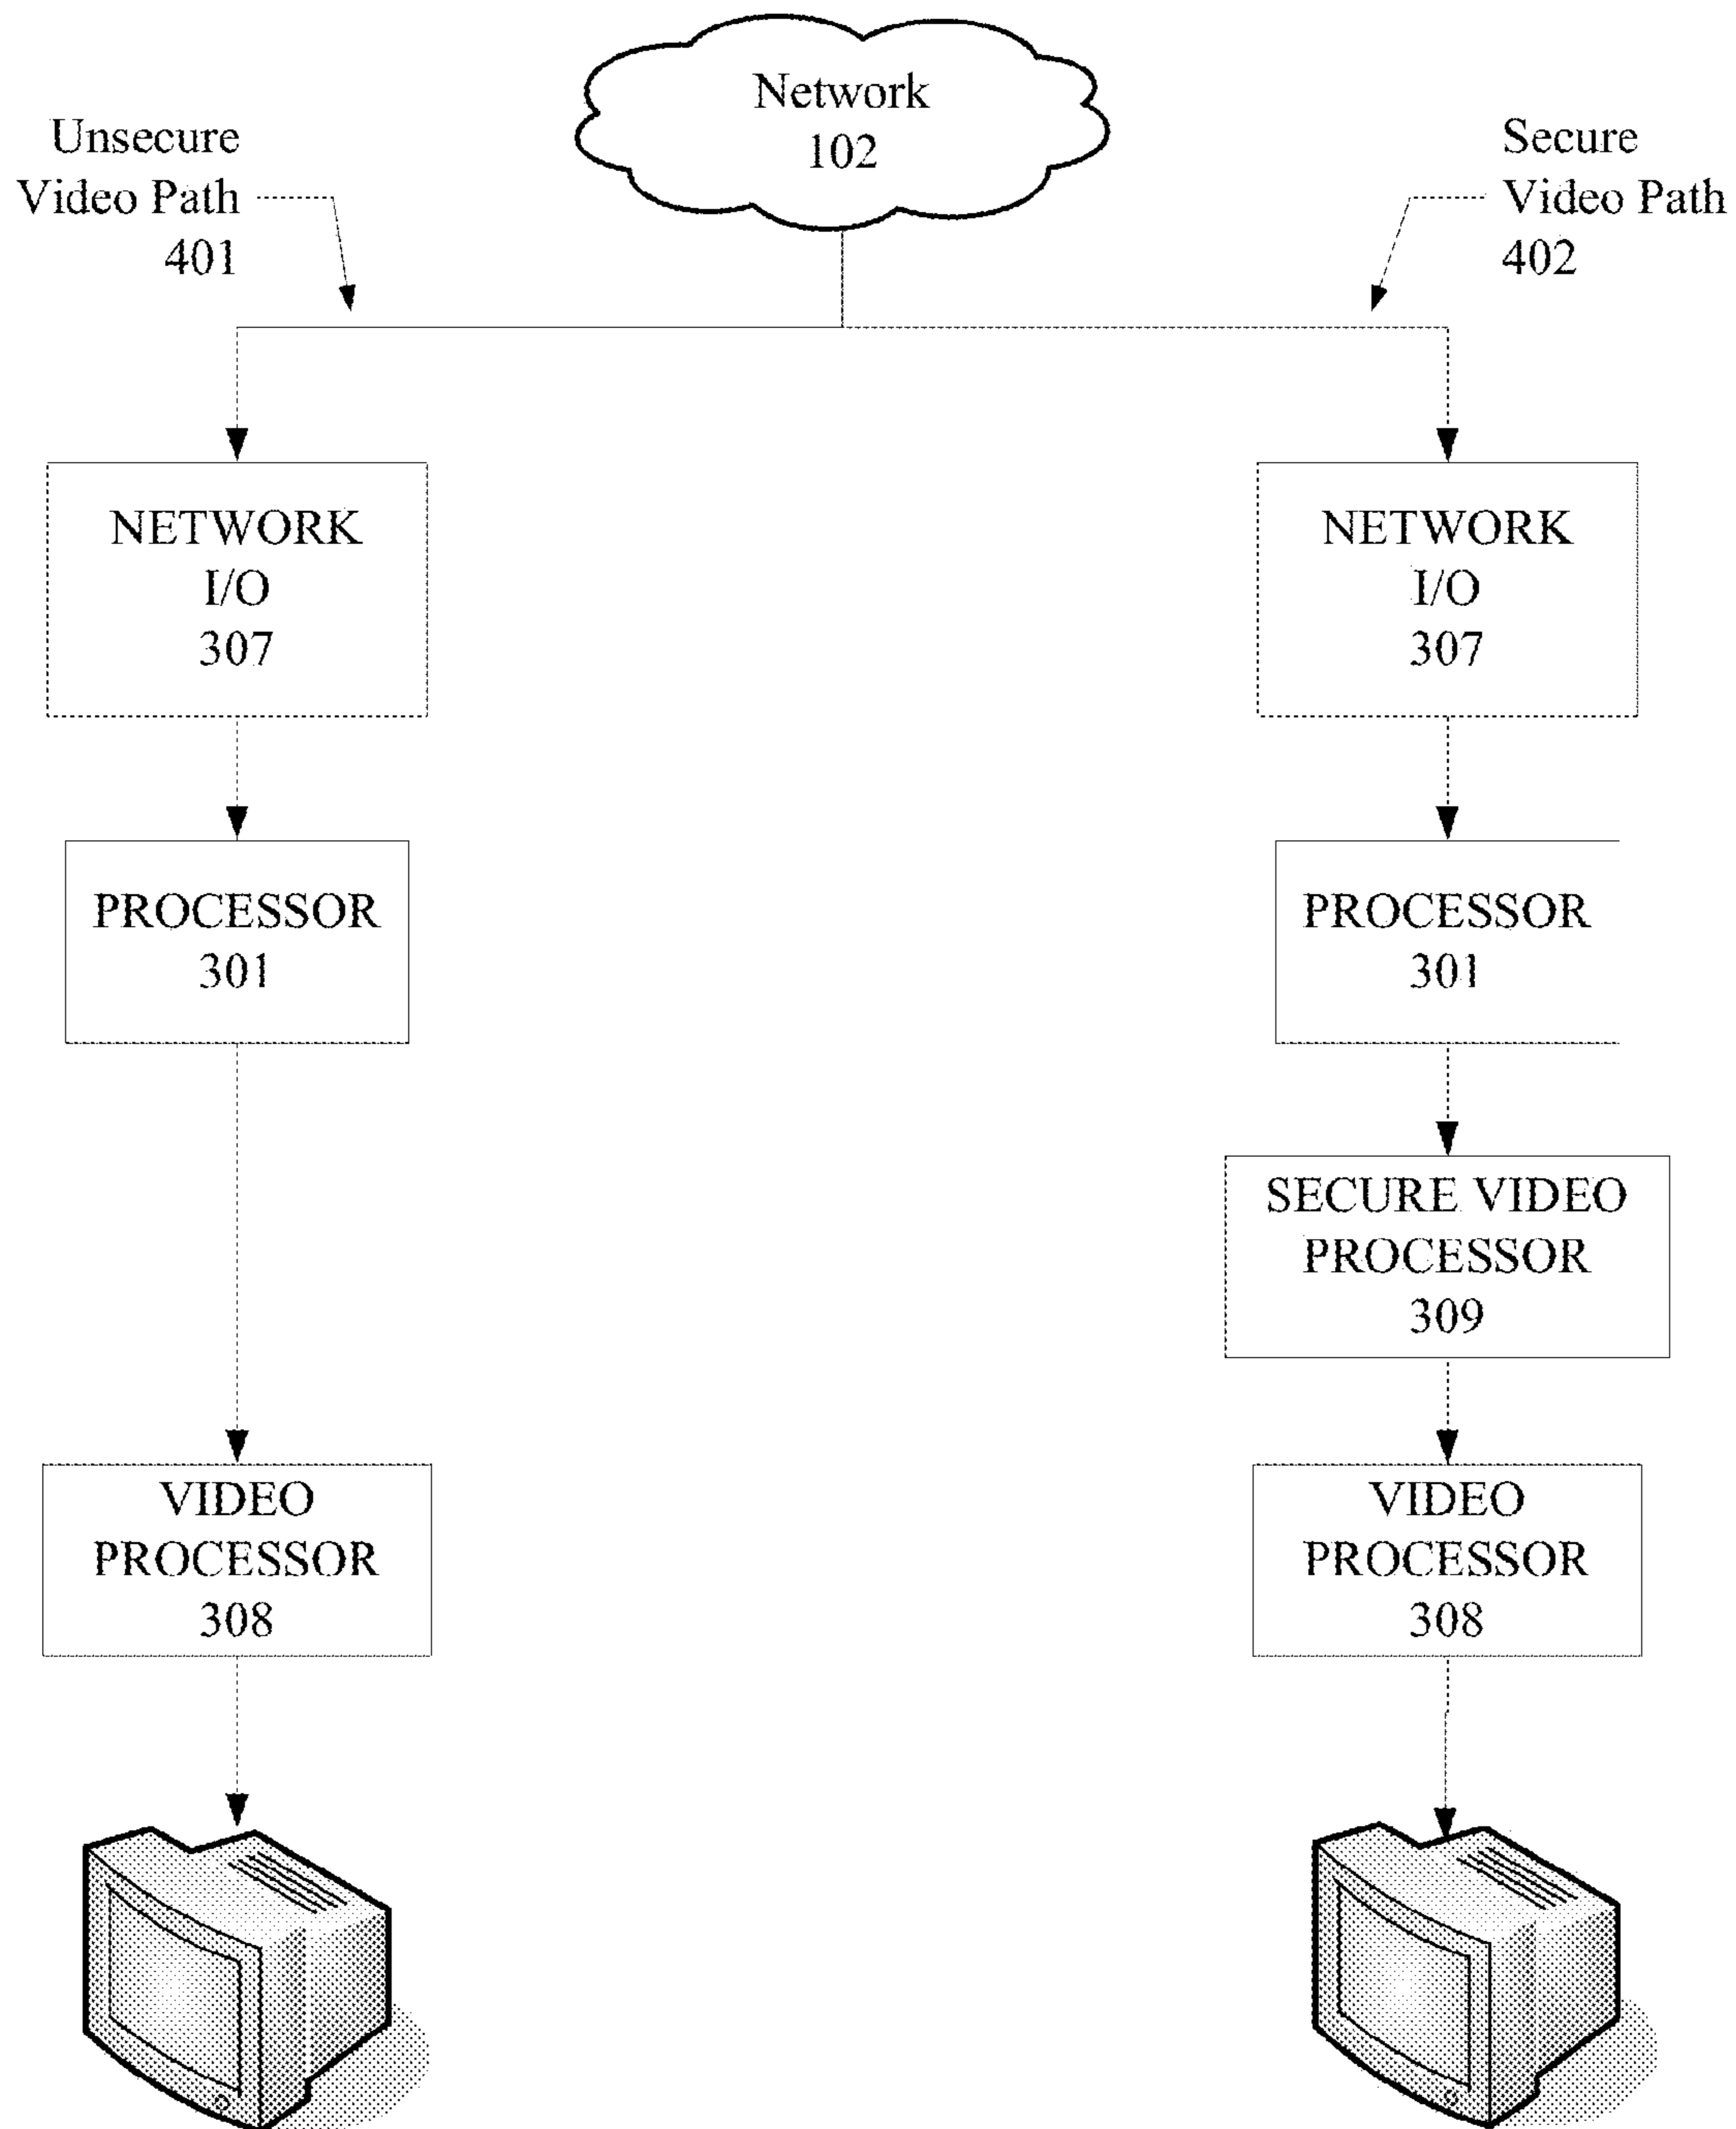 Network
102
Unsecure
Video Path
401
Secure
Video Path
402
NETWORK
I/O
307
NETWORK
I/O
307
PROCESSOR
301
PROCESSOR
301
SECURE VIDEO
PROCESSOR
309
VIDEO
PROCESSOR
308
VIDEO
PROCESSOR
308